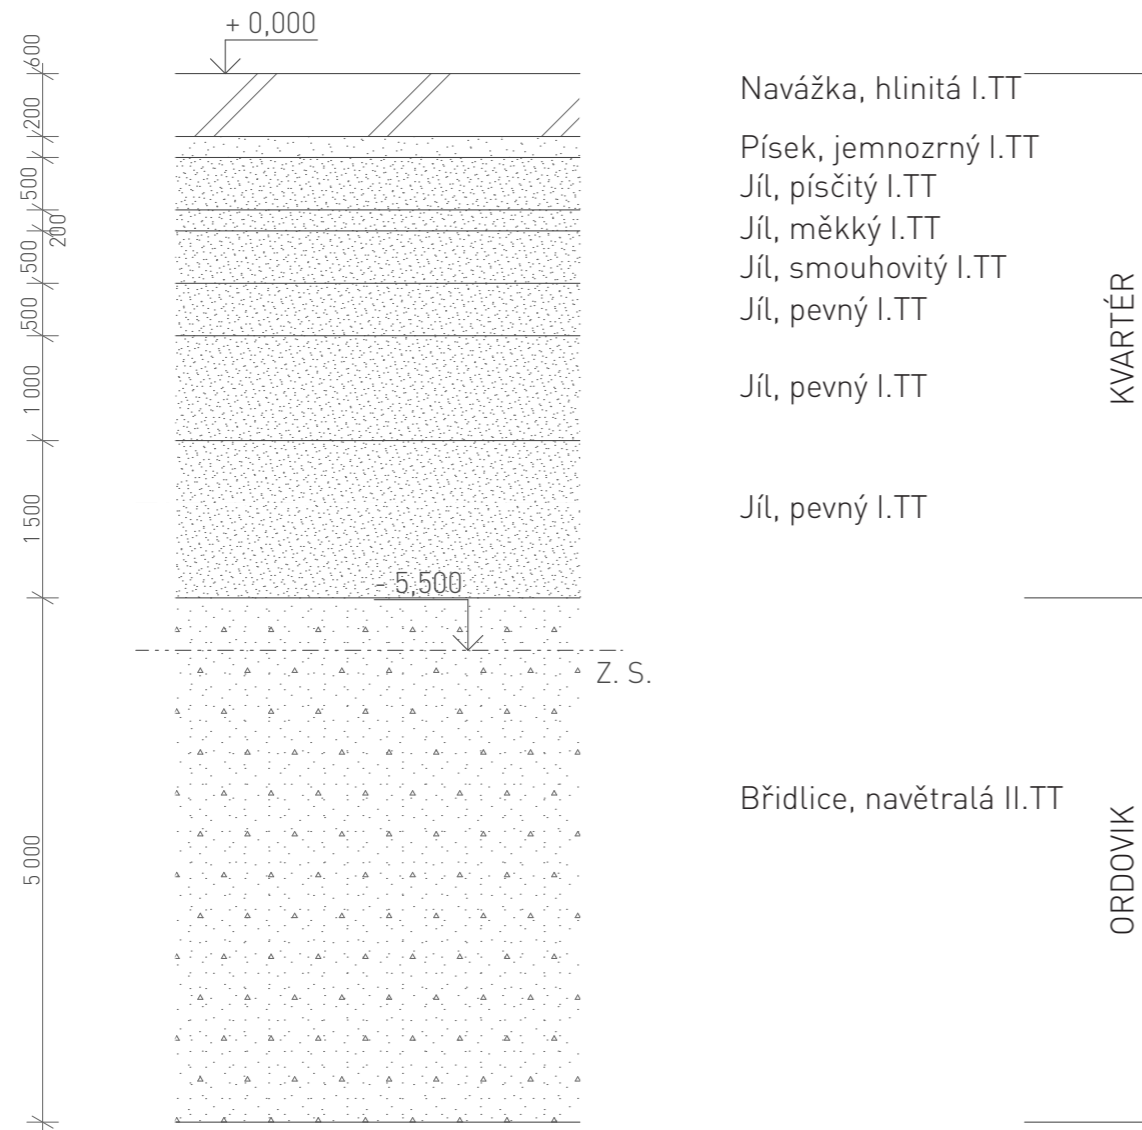 + 0,000
600
Navážka, hlinitá I.TT
200
Písek, jemnozrný I.TT
500
Jíl, písčitý I.TT
200
Jíl, měkký I.TT
500
Jíl, smouhovitý I.TT
500
Jíl, pevný I.TT
KVARTÉR
1 000
Jíl, pevný I.TT
1 500
Jíl, pevný I.TT
- 5,500
Z. S.
Břidlice, navětralá II.TT
5 000
ORDOVIK